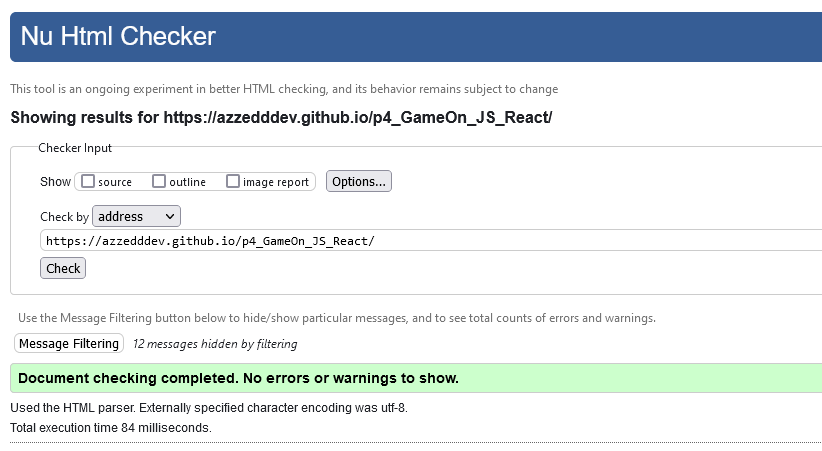 Nu Html Checker
This tool is an ongoing experiment in better HTML checking, and its behavior remains subject to change
Showing results for https://azzedddev.github.io/p4_GameOn_JS_React/
Checker Input
Show source outline image report Options...
Check by address
https://azzedddev.github.io/p4_GameOn_JS_React/
Check
Use the Message Filtering button below to hide/show particular messages, and to see total counts of errors and warnings.
Message Filtering 12 messages hidden by filtering
Document checking completed. No errors or warnings to show.
Used the HTML parser. Externally specified character encoding was utf-8.
Total execution time 84 milliseconds.